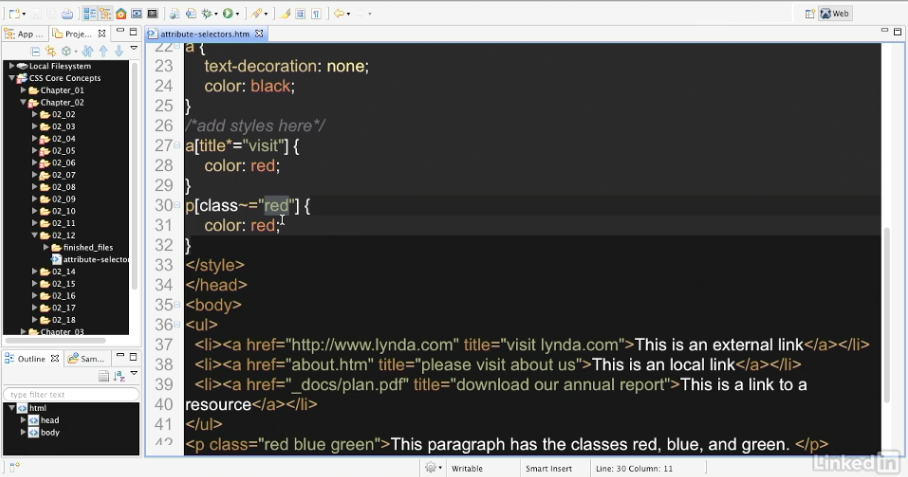 Web
App ...
Proje...
attribute-selectors.htm
Local Filesystem
CSS Core Concepts
Chapter_01
Chapter_02
02_02
02_03
02_04
02_05
02_06
02_07
02_08
02_09
02_10
02_11
02_12
finished_files
attribute-selector
02_14
02_15
02_16
02_17
02_18
Chapter_03
Outline
Sam...
type filter text
html
head
body
22 a {
23 text-decoration: none;
24 color: black;
25 }
26 /*add styles here*/
27 a[title*="visit"] {
28 color: red;
29 }
30 p[class~="red"] {
31 color: red;
32 }
33 </style>
34 </head>
35 <body>
36 <ul>
37 <li><a href="http://www.lynda.com" title="visit lynda.com">This is an external link</a></li>
38 <li><a href="about.htm" title="please visit about us">This is an local link</a></li>
39 <li><a href="_docs/plan.pdf" title="download our annual report">This is a link to a
40 resource</a></li>
41 </ul>
42 <p class="red blue green">This paragraph has the classes red, blue, and green. </p>
Writable
Smart Insert
Line: 30 Column: 11
LinkedIn